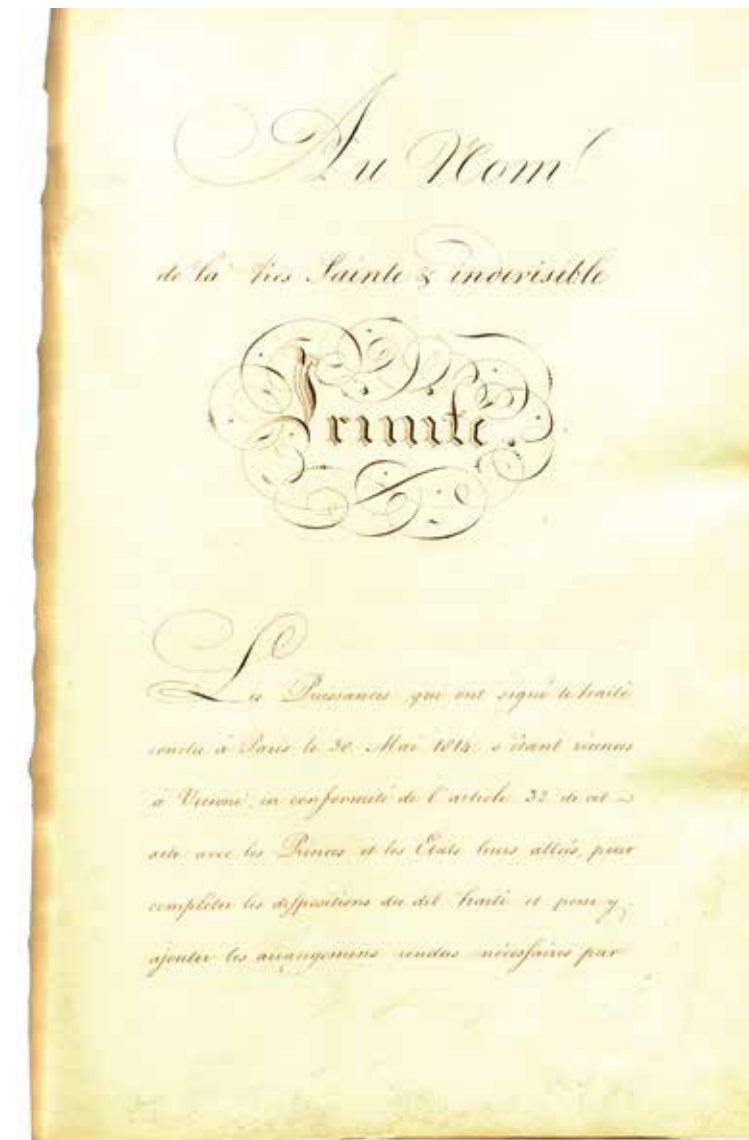 Au Nom
de la Tres Sainte & indivisible
Trinité.
Les Puissances qui ont signé le traité
conclu à Paris le 30 Mai 1814. s'étant réunies
à Vienne, en conformité de l'article 32 de cet
acte avec les Princes et les États leurs alliés, pour
compléter les dispositions du dit traité et pour y
ajouter les arrangemens rendus nécessaires par